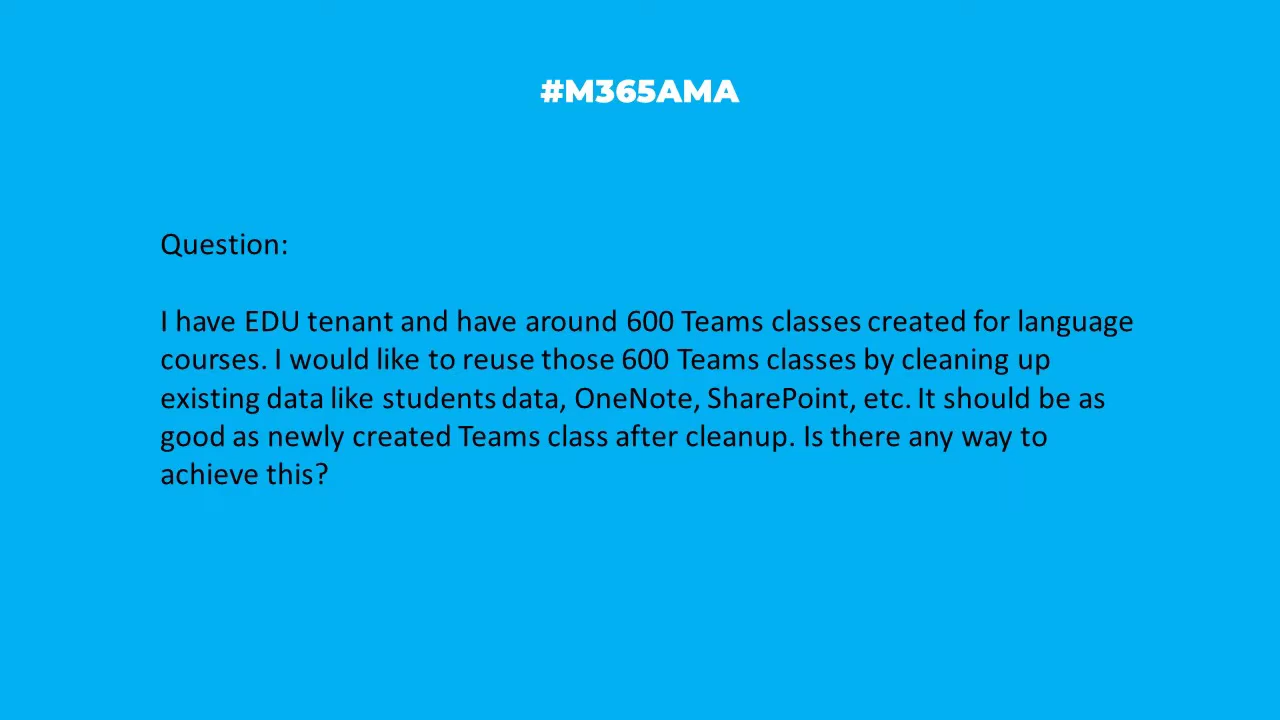 #M365AMA
Question:
I have EDU tenant and have around 600 Teams classes created for language
courses. I would like to reuse those 600 Teams classes by cleaning up
existing data like students data, OneNote, SharePoint, etc. It should be as
good as newly created Teams class after cleanup. Is there any way to
achieve this?